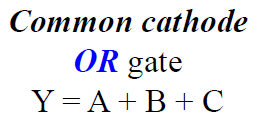 Common cathode
OR gate
Y = A + B + C